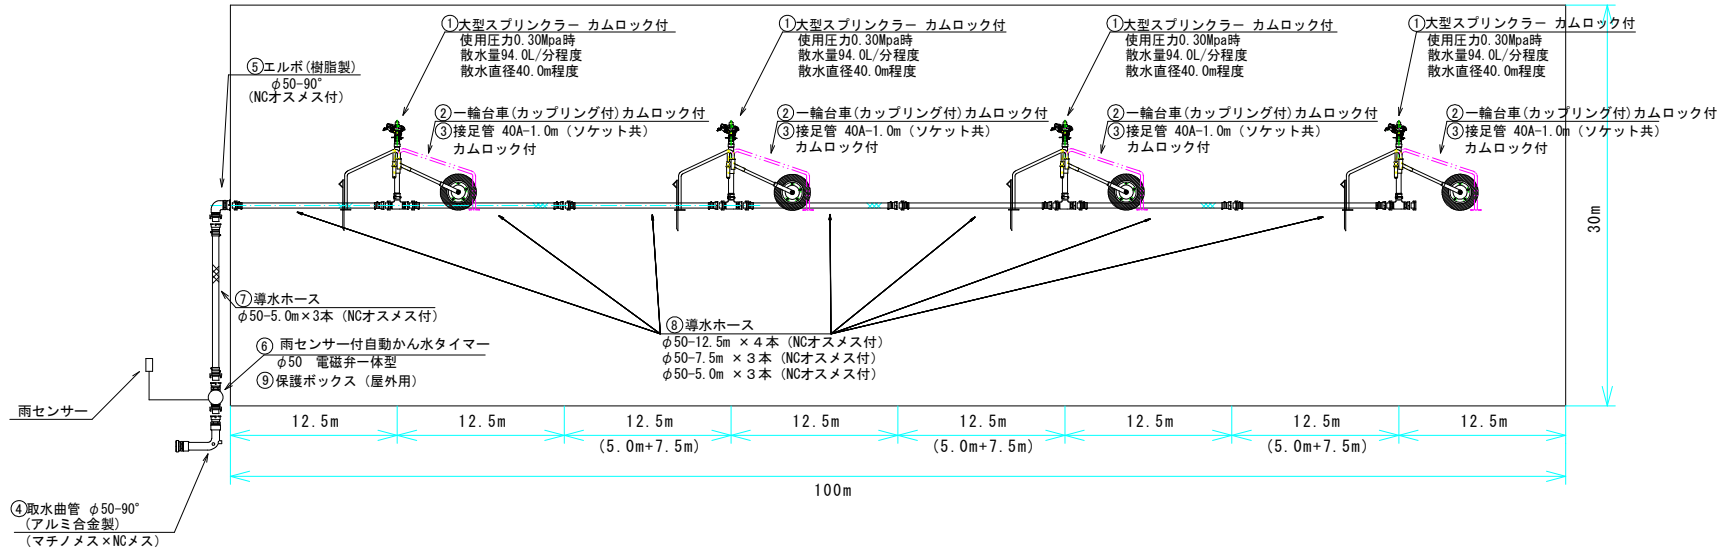 ①大型スプリンクラー カムロック付
使用圧力0.30Mpa時
散水量94.0L/分程度
散水直径40.0m程度
①大型スプリンクラー カムロック付
使用圧力0.30Mpa時
散水量94.0L/分程度
散水直径40.0m程度
①大型スプリンクラー カムロック付
使用圧力0.30Mpa時
散水量94.0L/分程度
散水直径40.0m程度
①大型スプリンクラー カムロック付
使用圧力0.30Mpa時
散水量94.0L/分程度
散水直径40.0m程度
⑤エルボ(樹脂製)
φ50-90°
(NCオスメス付)
②一輪台車(カップリング付)カムロック付
③接足管 40A-1.0m (ソケット共)
カムロック付
②一輪台車(カップリング付)カムロック付
③接足管 40A-1.0m (ソケット共)
カムロック付
②一輪台車(カップリング付)カムロック付
③接足管 40A-1.0m (ソケット共)
カムロック付
②一輪台車(カップリング付)カムロック付
③接足管 40A-1.0m (ソケット共)
カムロック付
30m
⑦導水ホース
φ50-5.0m×3本 (NCオスメス付)
⑧導水ホース
φ50-12.5m ×4本 (NCオスメス付)
φ50-7.5m ×3本 (NCオスメス付)
φ50-5.0m ×3本 (NCオスメス付)
⑥ 雨センサー付自動かん水タイマー
φ50 電磁弁一体型
⑨保護ボックス (屋外用)
雨センサー
12.5m
12.5m
12.5m
(5.0m+7.5m)
12.5m
12.5m
(5.0m+7.5m)
12.5m
12.5m
(5.0m+7.5m)
12.5m
100m
④取水曲管 φ50-90°
(アルミ合金製)
(マチノメス×NCメス)